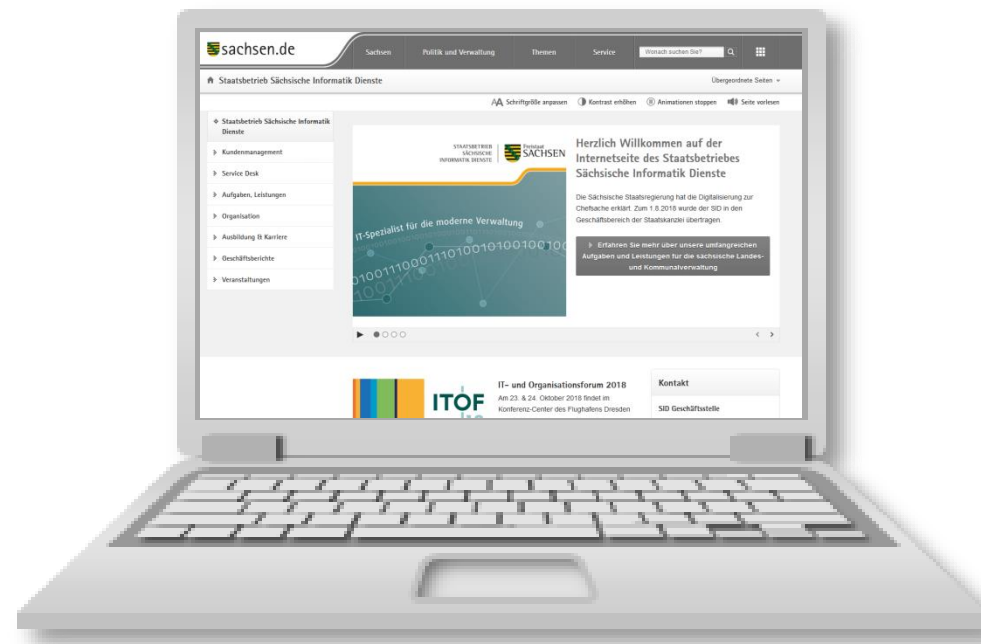 sachsen.de
Sachsen
Politik und Verwaltung
Themen
Service
Wonach suchen Sie?
Staatsbetrieb Sächsische Informatik Dienste
Übergeordnete Seiten
AA Schriftgröße anpassen
Kontrast erhöhen
Animationen stoppen
Seite vorlesen
Staatsbetrieb Sächsische Informatik
Dienste
Kundenmanagement
Service Desk
Aufgaben, Leistungen
Organisation
Ausbildung & Karriere
Geschäftsberichte
Veranstaltungen
STAATSBETRIEB
SÄCHSISCHE
INFORMATIK DIENSTE
Freistaat
SACHSEN
IT-Spezialist für die moderne Verwaltung
Herzlich Willkommen auf der
Internetseite des Staatsbetriebes
Sächsische Informatik Dienste
Die Sächsische Staatsregierung hat die Digitalisierung zur
Chefsache erklärt. Zum 1.8.2018 wurde der SID in den
Geschäftsbereich der Staatskanzlei übertragen.
Erfahren Sie mehr über unsere umfangreichen
Aufgaben und Leistungen für die sächsische Landes-
und Kommunalverwaltung
ITOF
IT- und Organisationsforum 2018
Am 23. & 24. Oktober 2018 findet im
Konferenz-Center des Flughafens Dresden
Kontakt
SID Geschäftsstelle